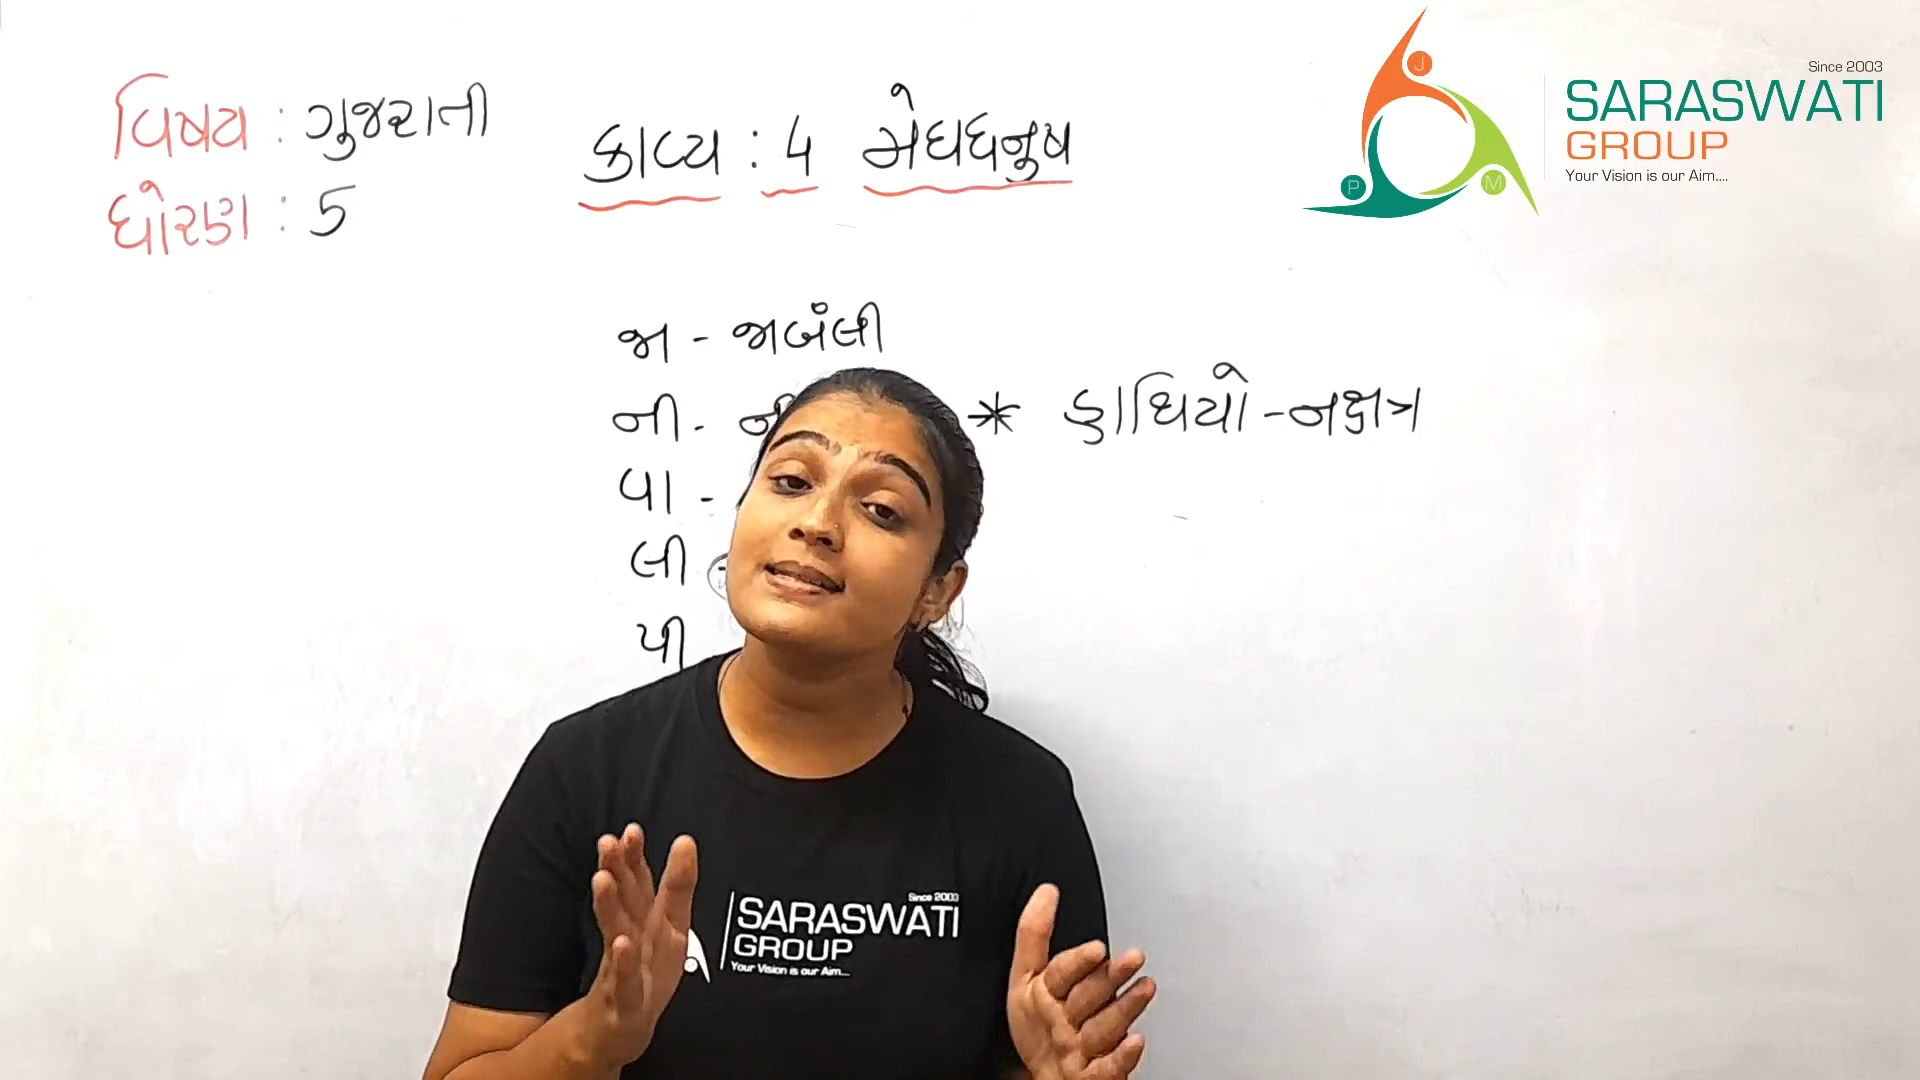 વિષય : ગુજરાતી
ધોરણ : 5
કાવ્ય : 4 મેઘધનુષ
જા - જાબંલી
ની -
* હાથિયો - નક્ષત્ર
વા -
લી -
પી
J
P
M
Since 2003
SARASWATI
GROUP
Your Vision is our Aim....
Since 2003
SARASWATI
GROUP
Your Vision is our Aim....